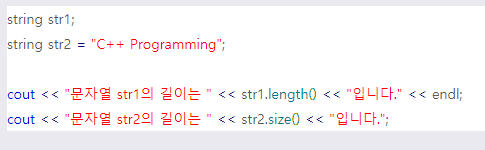 string str1;
string str2 = "C++ Programming";
cout << "문자열 str1의 길이는 " << str1.length() << "입니다." << endl;
cout << "문자열 str2의 길이는 " << str2.size() << "입니다.";